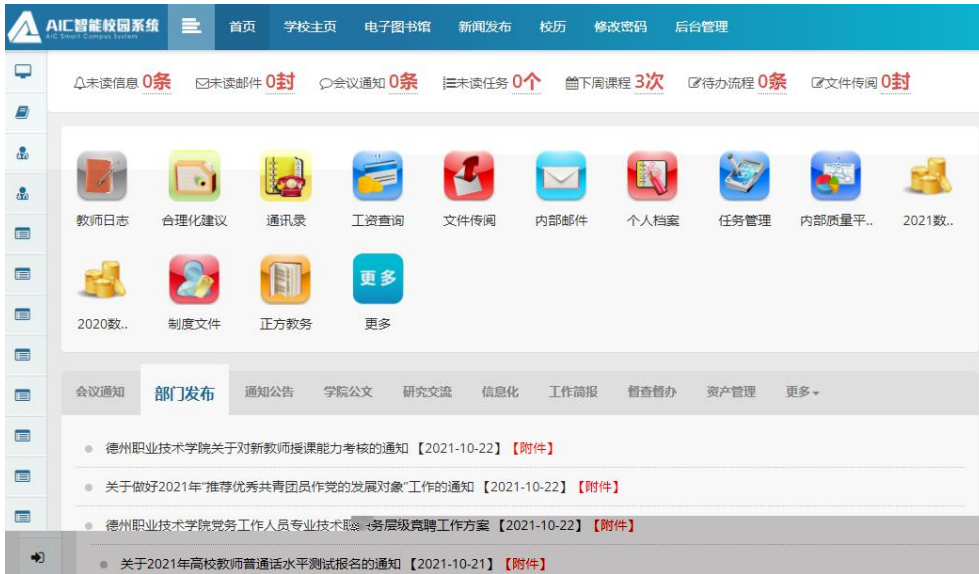 AIC智能校园系统 首页 学校主页 电子图书馆 新闻发布 校历 修改密码 后台管理
AIC Smart Campus System
未读信息 0条 未读邮件 0封 会议通知 0条 未读任务 0个 下周课程 3次 待办流程 0条 文件传阅 0封
教师日志 合理化建议 通讯录 工资查询 文件传阅 内部邮件 个人档案 任务管理 内部质量平.. 2021数..
更多
2020数.. 制度文件 正方教务 更多
会议通知 部门发布 通知公告 学院公文 研究交流 信息化 工作简报 督查督办 资产管理 更多
德州职业技术学院关于对新教师授课能力考核的通知 【2021-10-22】【附件】
关于做好2021年“推荐优秀共青团员作党的发展对象”工作的通知 【2021-10-22】【附件】
德州职业技术学院党务工作人员专业技术职 务层级竞聘工作方案 【2021-10-22】【附件】
关于2021年高校教师普通话水平测试报名的通知 【2021-10-21】【附件】